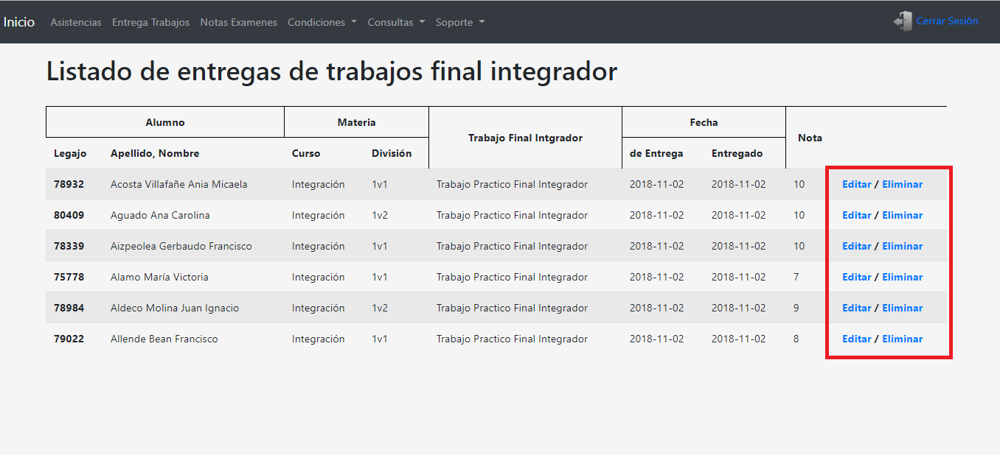 Inicio Asistencias Entrega Trabajos Notas Examenes Condiciones Consultas Soporte Cerrar Sesión
Listado de entregas de trabajos final integrador
Alumno Materia Trabajo Final Intgrador Fecha Nota
Legajo Apellido, Nombre Curso División de Entrega Entregado
78932 Acosta Villafañe Ania Micaela Integración 1v1 Trabajo Practico Final Integrador 2018-11-02 2018-11-02 10 Editar / Eliminar
80409 Aguado Ana Carolina Integración 1v2 Trabajo Practico Final Integrador 2018-11-02 2018-11-02 10 Editar / Eliminar
78339 Aizpeolea Gerbaudo Francisco Integración 1v1 Trabajo Practico Final Integrador 2018-11-02 2018-11-02 10 Editar / Eliminar
75778 Alamo María Victoria Integración 1v1 Trabajo Practico Final Integrador 2018-11-02 2018-11-02 7 Editar / Eliminar
78984 Aldeco Molina Juan Ignacio Integración 1v2 Trabajo Practico Final Integrador 2018-11-02 2018-11-02 9 Editar / Eliminar
79022 Allende Bean Francisco Integración 1v1 Trabajo Practico Final Integrador 2018-11-02 2018-11-02 8 Editar / Eliminar